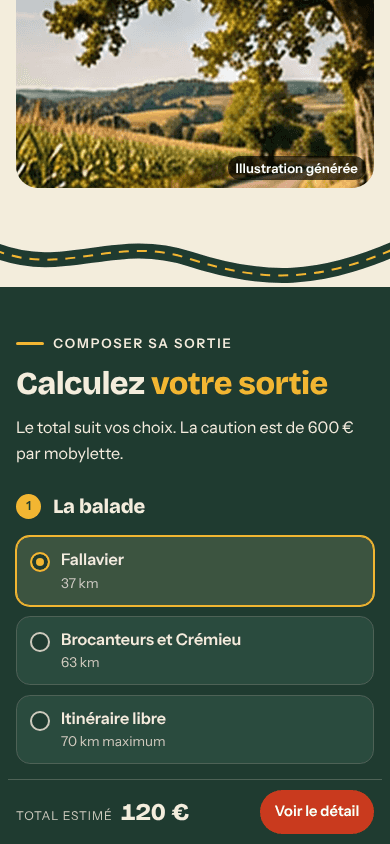 Illustration générée
COMPOSER SA SORTIE
Calculez votre sortie
Le total suit vos choix. La caution est de 600 €
par mobylette.
1 La balade
Fallavier
37 km
Brocanteurs et Crémieu
63 km
Itinéraire libre
70 km maximum
TOTAL ESTIMÉ 120 € Voir le détail